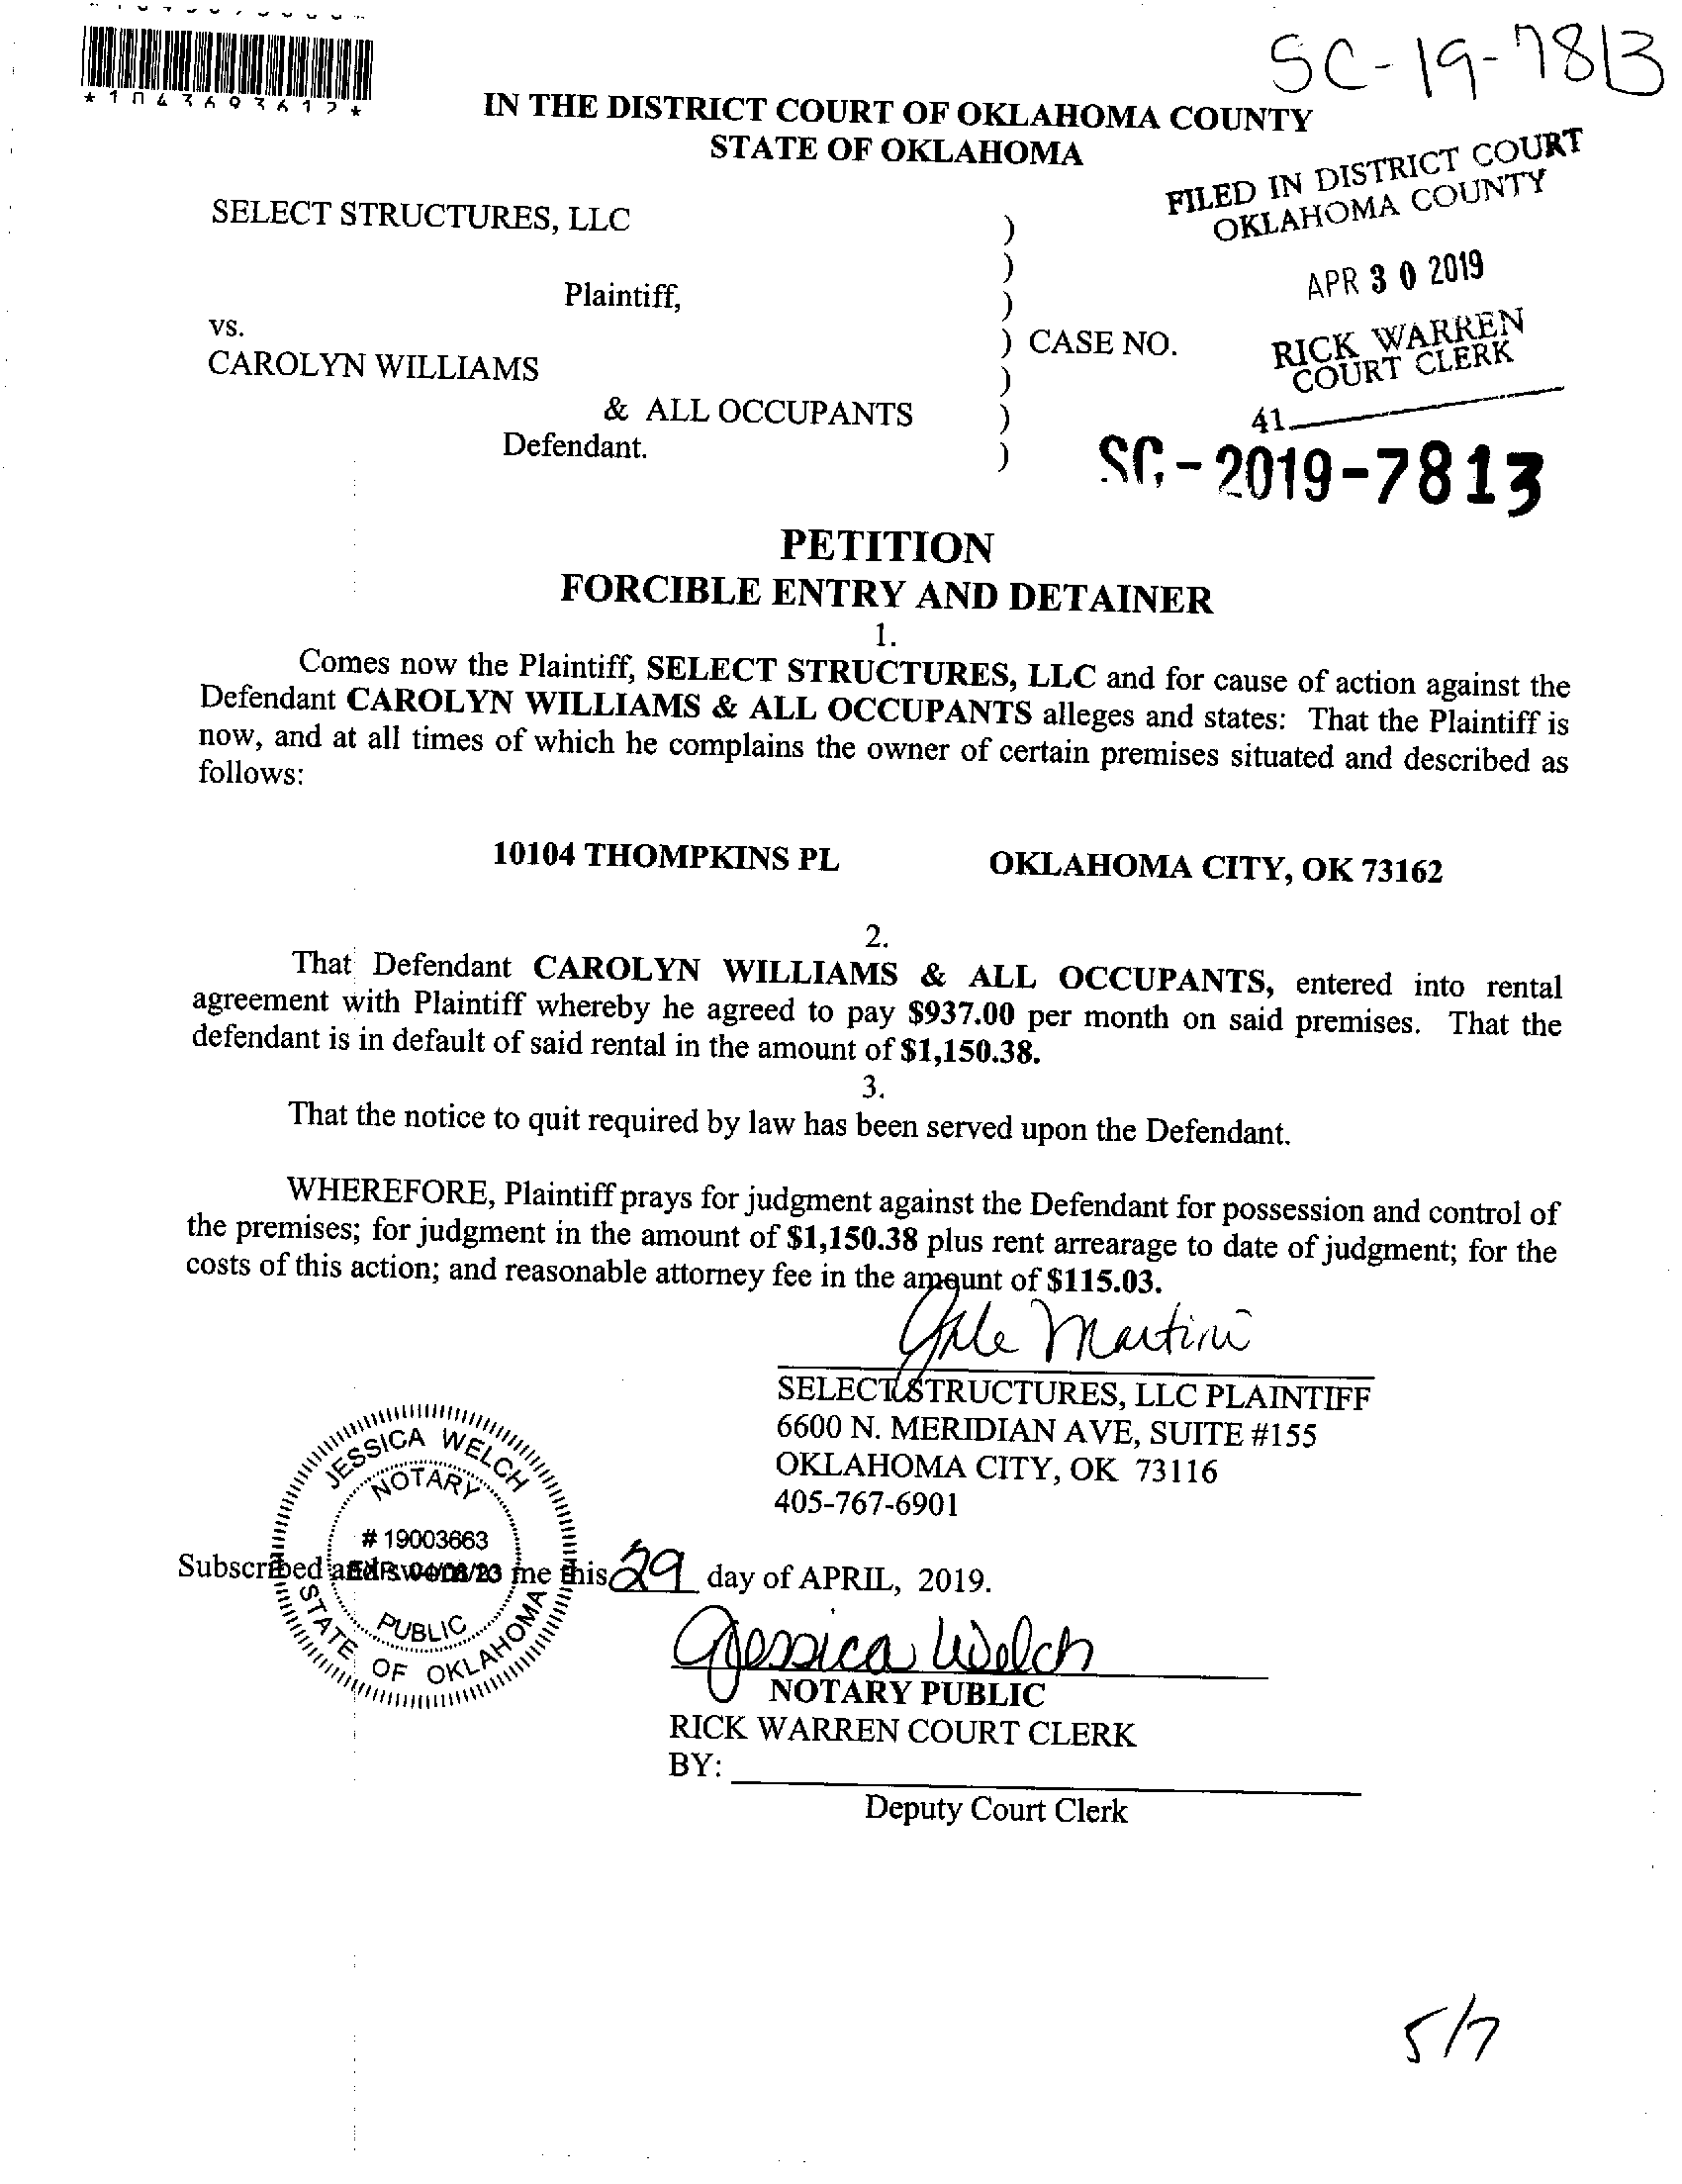 SC-19-7813
IN THE DISTRICT COURT OF OKLAHOMA COUNTY
STATE OF OKLAHOMA
FILED IN DISTRICT COURT
OKLAHOMA COUNTY
APR 30 2019
RICK WARREN
COURT CLERK
41
SELECT STRUCTURES, LLC )
)
Plaintiff, )
vs. ) CASE NO.
CAROLYN WILLIAMS )
& ALL OCCUPANTS )
Defendant. )
SC-2019-7813
PETITION
FORCIBLE ENTRY AND DETAINER
1.
Comes now the Plaintiff, SELECT STRUCTURES, LLC and for cause of action against the
Defendant CAROLYN WILLIAMS & ALL OCCUPANTS alleges and states: That the Plaintiff is
now, and at all times of which he complains the owner of certain premises situated and described as
follows:
10104 THOMPKINS PL OKLAHOMA CITY, OK 73162
2.
That Defendant CAROLYN WILLIAMS & ALL OCCUPANTS, entered into rental
agreement with Plaintiff whereby he agreed to pay $937.00 per month on said premises. That the
defendant is in default of said rental in the amount of $1,150.38.
3.
That the notice to quit required by law has been served upon the Defendant.
WHEREFORE, Plaintiff prays for judgment against the Defendant for possession and control of
the premises; for judgment in the amount of $1,150.38 plus rent arrearage to date of judgment; for the
costs of this action; and reasonable attorney fee in the amount of $115.03.
Martini
SELECT STRUCTURES, LLC PLAINTIFF
6600 N. MERIDIAN AVE, SUITE #155
OKLAHOMA CITY, OK 73116
405-767-6901
JESSICA WELCH
NOTARY
# 19003663
PUBLIC
STATE OF OKLAHOMA
Subscribed and sworn me this 29 day of APRIL, 2019.
Jessica Welch
NOTARY PUBLIC
RICK WARREN COURT CLERK
BY:
Deputy Court Clerk
5/7